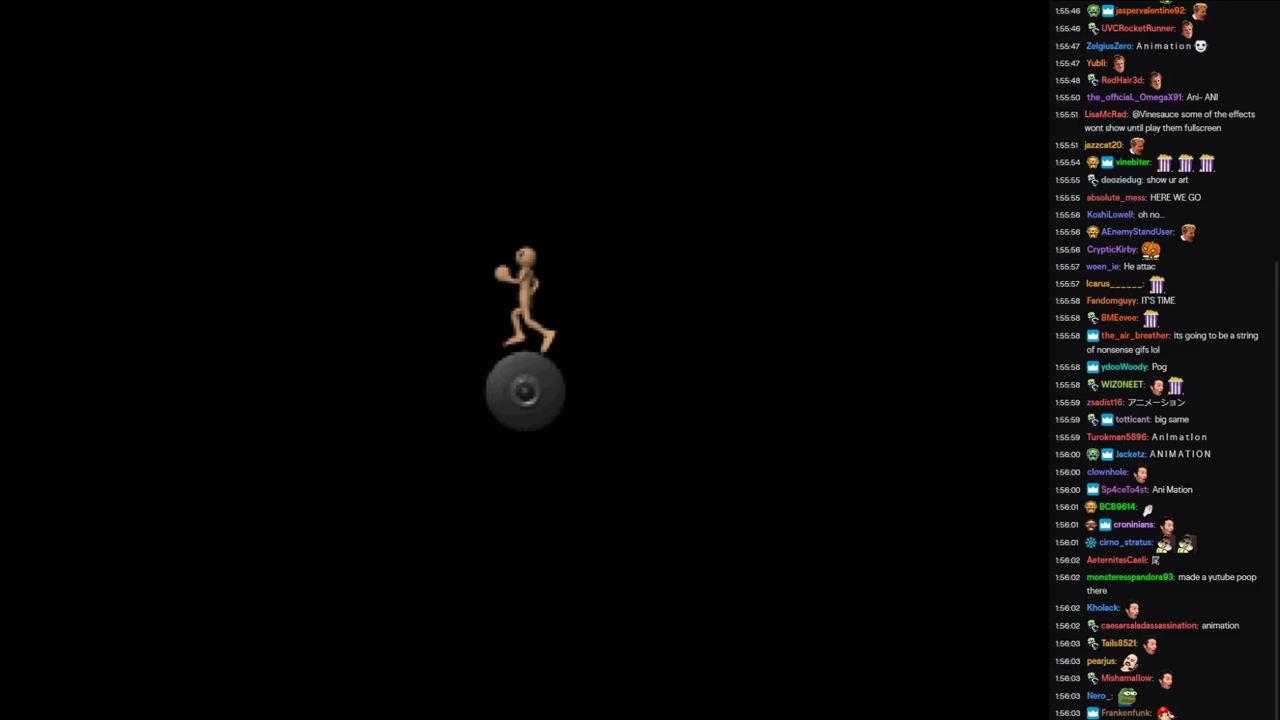 1:55:46 jaspervalentine92:
1:55:46 UVCRocketRunner:
1:55:47 ZelgiusZero: A n i m a t i o n
1:55:47 Yubli:
1:55:48 RedHair3d:
1:55:50 the_official_OmegaX91: Ani- ANI
1:55:51 LisaMcRad: @Vinesauce some of the effects
wont show until play them fullscreen
1:55:51 jazzcat20:
1:55:54 vinebiter:
1:55:55 dooziedug: show ur art
1:55:55 absolute_mess: HERE WE GO
1:55:56 KoshiLowell: oh no...
1:55:56 AEnemyStandUser:
1:55:56 CrypticKirby:
1:55:57 ween_ie: He attac
1:55:57 Icarus______:
1:55:58 Fandomguyy: IT'S TIME
1:55:58 BMEevee:
1:55:58 the_air_breather: its going to be a string
of nonsense gifs lol
1:55:58 ydooWoody: Pog
1:55:58 WIZ0NEET:
1:55:59 zsadist16: アニメーション
1:55:59 totticant: big same
1:55:59 Turokman5896: A n I m a t I o n
1:56:00 Jacketz: A N I M A T I O N
1:56:00 clownhole:
1:56:00 Sp4ceTo4st: Ani Mation
1:56:01 BCB9614:
1:56:01 croninians:
1:56:01 cirno_stratus:
1:56:02 AeternitasCaeli: 尾
1:56:02 monsteresspandora93: made a yutube poop
there
1:56:02 Kholack:
1:56:02 caesarsaladassassination: animation
1:56:03 Tails8521:
1:56:03 pearjus:
1:56:03 Mishamallow:
1:56:03 Nero_:
1:56:03 Frankenfunk: